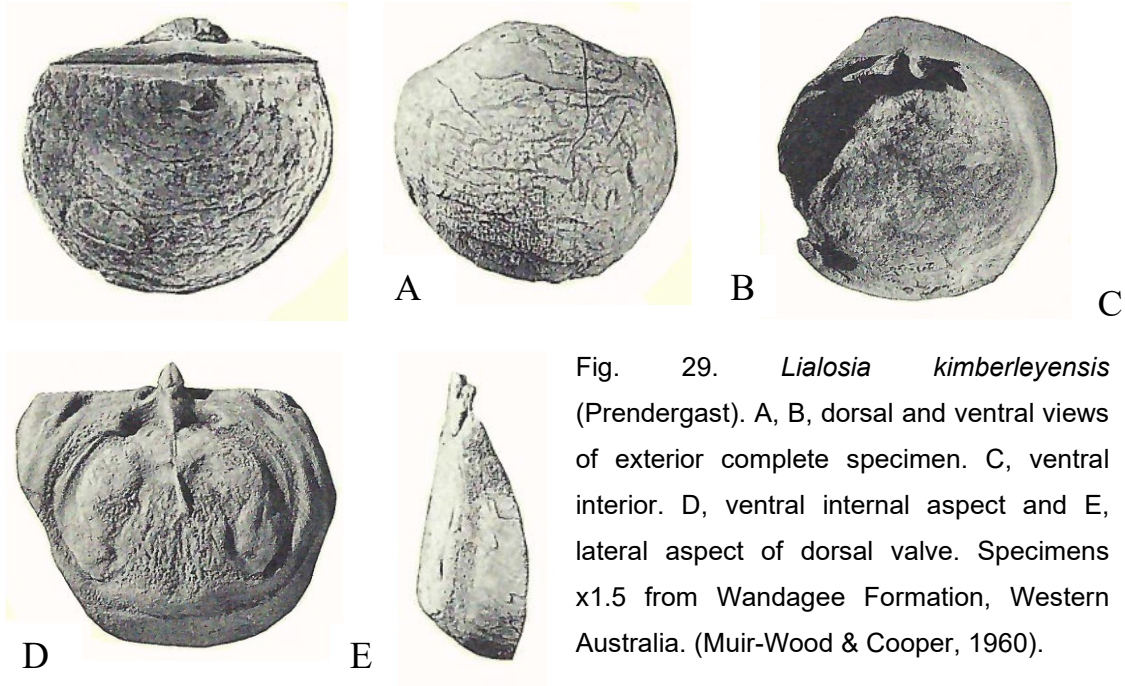 A
B
C
D
E
Fig. 29. Lialosia kimberleyensis
(Prendergast). A, B, dorsal and ventral views
of exterior complete specimen. C, ventral
interior. D, ventral internal aspect and E,
lateral aspect of dorsal valve. Specimens
x1.5 from Wandagee Formation, Western
Australia. (Muir-Wood & Cooper, 1960).